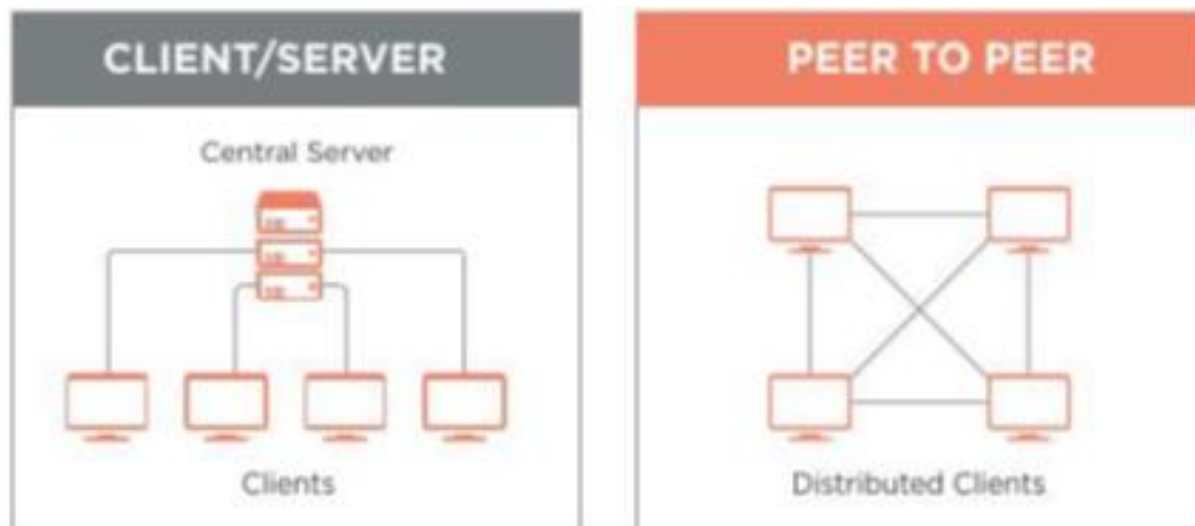 CLIENT/SERVER
Central Server
Clients
PEER TO PEER
Distributed Clients